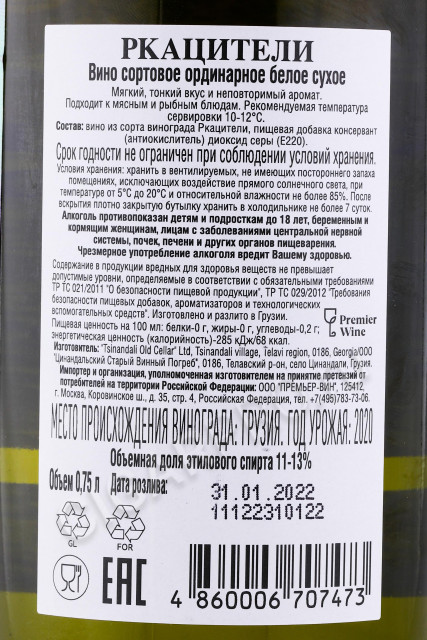 РКАЦИТЕЛИ
Вино сортовое ординарное белое сухое
Мягкий, тонкий вкус и неповторимый аромат.
Подходит к мясным и рыбным блюдам. Рекомендуемая температура
сервировки 10-12°С.
Состав: вино из сорта винограда Ркацители, пищевая добавка консервант
(антиокислитель) диоксид серы (Е220).
Срок годности не ограничен при соблюдении условий хранения.
Условия хранения: хранить в вентилируемых, не имеющих постороннего запаха
помещениях, исключающих воздействие прямого солнечного света, при
температуре от 5°С до 20°С и относительной влажности не более 85%. После
вскрытия плотно закрытую бутылку хранить в холодильнике не более 7 суток.
Алкоголь противопоказан детям и подросткам до 18 лет, беременным и
кормящим женщинам, лицам с заболеваниями центральной нервной
системы, почек, печени и других органов пищеварения.
Чрезмерное употребление алкоголя вредит Вашему здоровью.
Содержание в продукции вредных для здоровья веществ не превышает
допустимые уровни, определяемые в соответствии с обязательными требованиями
ТР ТС 021/2011 "О безопасности пищевой продукции", ТР ТС 029/2012 "Требования
безопасности пищевых добавок, ароматизаторов и технологических
вспомогательных средств". Изготовлено и разлито в Грузии.
Premier
Wine
Пищевая ценность на 100 мл: белки-0 г, жиры-0 г, углеводы-0,2 г;
энергетическая ценность (калорийность)-285 кДж/68 ккал.
Изготовитель: "Tsinandali Old Cellar" Ltd, Tsinandali village, Telavi region, 0186, Georgia/ООО
"Цинандальский Старый Винный Погреб", 0186, Телавский р-он, село Цинандали, Грузия.
Импортер и организация, уполномоченная изготовителем на принятие претензий от
потребителей на территории Российской Федерации: ООО "ПРЕМЬЕР-ВИН", 125412,
г. Москва, Коровинское ш., д. 35, стр. 4, Российская Федерация, тел. +7(495)783-73-06.
МЕСТО ПРОИСХОЖДЕНИЯ ВИНОГРАДА: ГРУЗИЯ. ГОД УРОЖАЯ: 2020
Объемная доля этилового спирта 11-13%
Объем 0,75 л Дата розлива:
31.01.2022
11122310122
GL
FOR
EAC
4 860006 707473